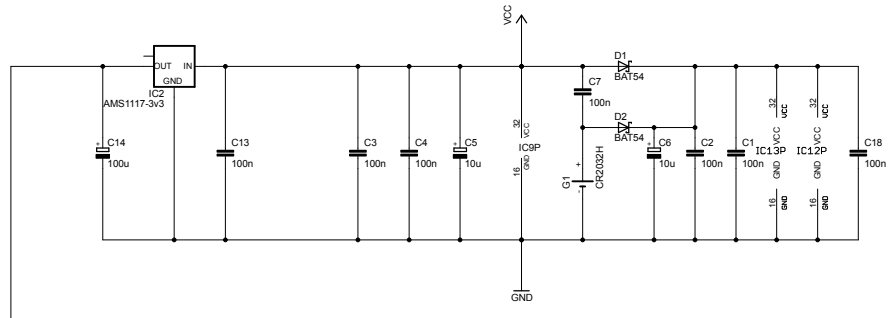 VCC
OUT IN
GND
IC2
AMS1117-3v3
+
C14
100u
C13
100n
C3
100n
C4
100n
+
C5
10u
32
VCC
IC9P
GND
16
C7
100n
D1
BAT54
D2
BAT54
+
G1
-
CR2032H
+
C6
10u
C2
100n
C1
100n
32
VCC
VCC
IC13P
GND
16
GND
32
VCC
VCC
IC12P
GND
16
GND
C18
100n
GND